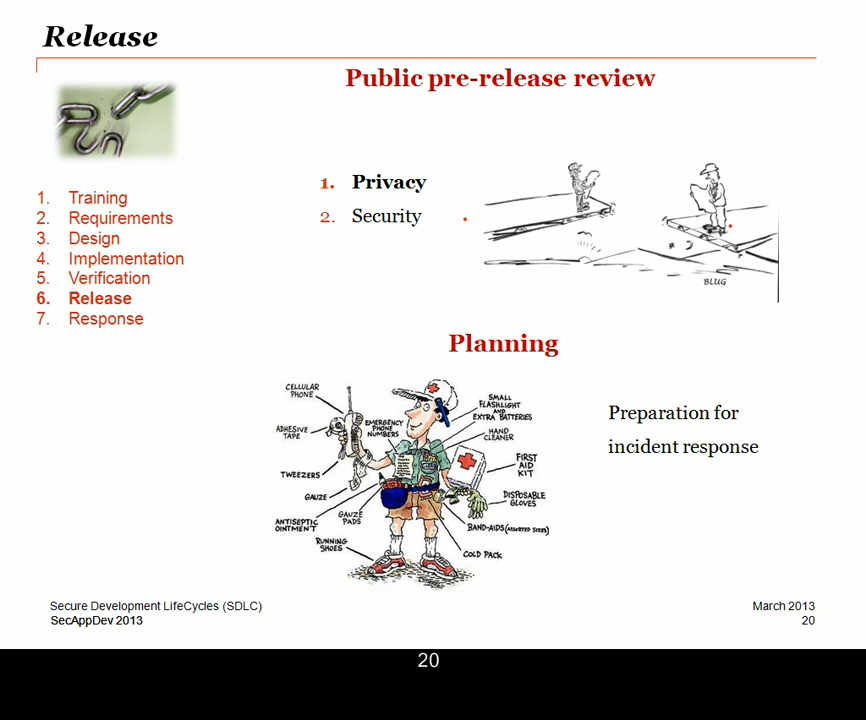 Release
Public pre-release review
1. Training
2. Requirements
3. Design
4. Implementation
5. Verification
6. Release
7. Response
1. Privacy
2. Security
BLUG
Planning
CELLULAR
PHONE
ADHESIVE
TAPE
EMERGENCY
PHONE
NUMBERS
SMALL
FLASHLIGHT
AND
EXTRA BATTERIES
HAND
CLEANER
TWEEZERS
FIRST
AID
KIT
GAUZE
DISPOSABLE
GLOVES
ANTISEPTIC
OINTMENT
GAUZE
PADS
BAND-AIDS (ASSORTED SIZES)
RUNNING
SHOES
COLD PACK
Preparation for
incident response
Secure Development LifeCycles (SDLC)
SecAppDev 2013
March 2013
20
20